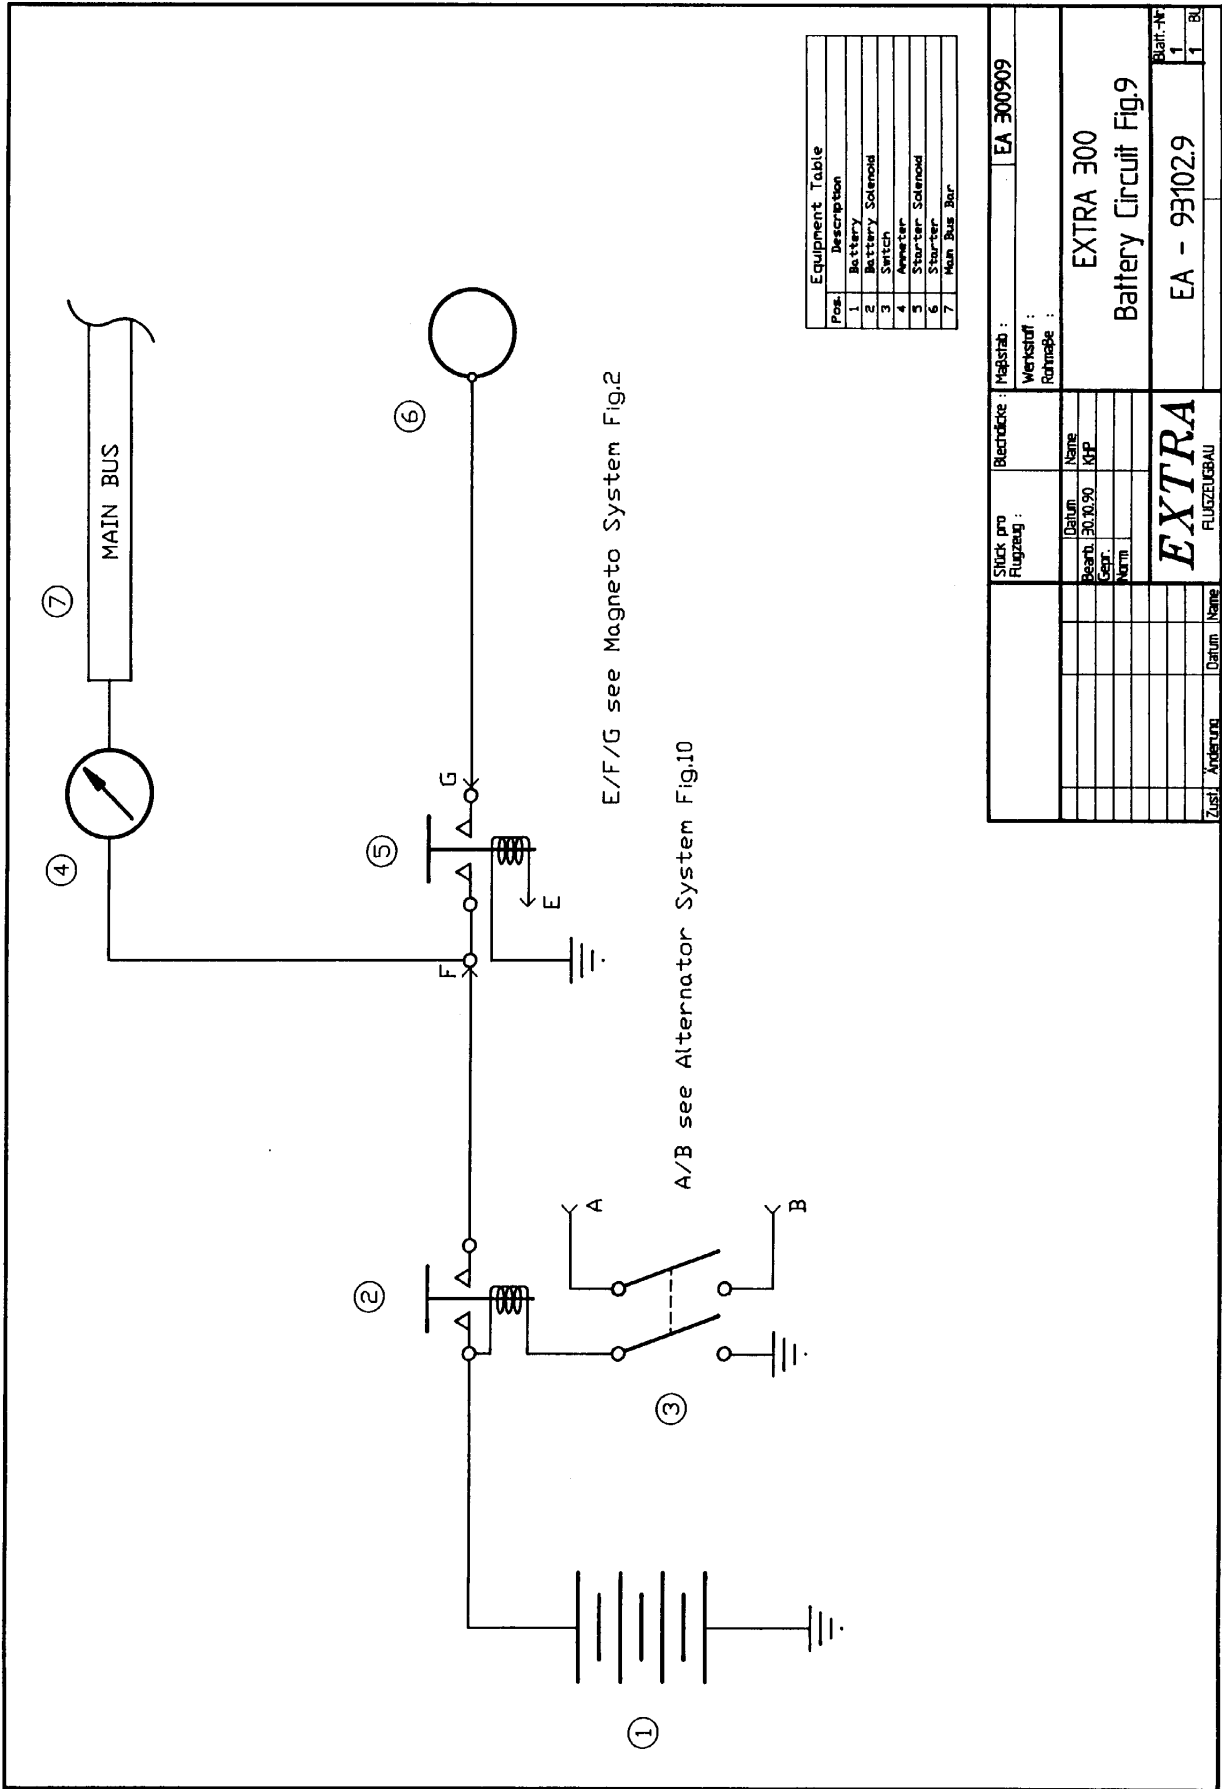 7
MAIN BUS
4
6
5
G
F
E
2
E/F/G see Magneto System Fig.2
A/B see Alternator System Fig.10
A
B
3
1
Equipment Table
Pos. Description
1 Battery
2 Battery Solenoid
3 Switch
4 Ammeter
5 Starter Solenoid
6 Starter
7 Main Bus Bar
Stück pro Flugzeug :
Blechdicke :
Maßstab :
EA 300909
Werkstoff :
Rohmaße :
Datum Name
Bearb. 30.10.90 KHP
Gepr.
Norm
EXTRA 300
Battery Circuit Fig.9
EXTRA
FLUGZEUGBAU
EA - 93102.9
Blatt.-Nr.
1
1 Bl
Zust. Änderung Datum Name